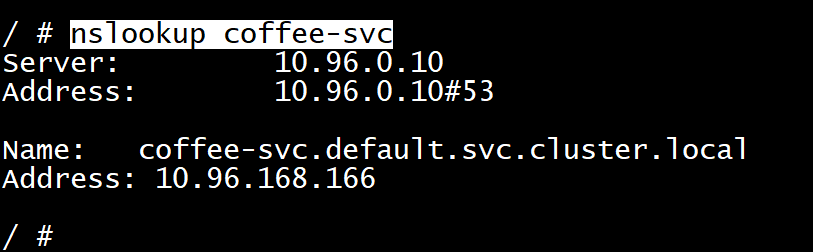 / # nslookup coffee-svc
Server:         10.96.0.10
Address:        10.96.0.10#53
Name:   coffee-svc.default.svc.cluster.local
Address: 10.96.168.166
/ #